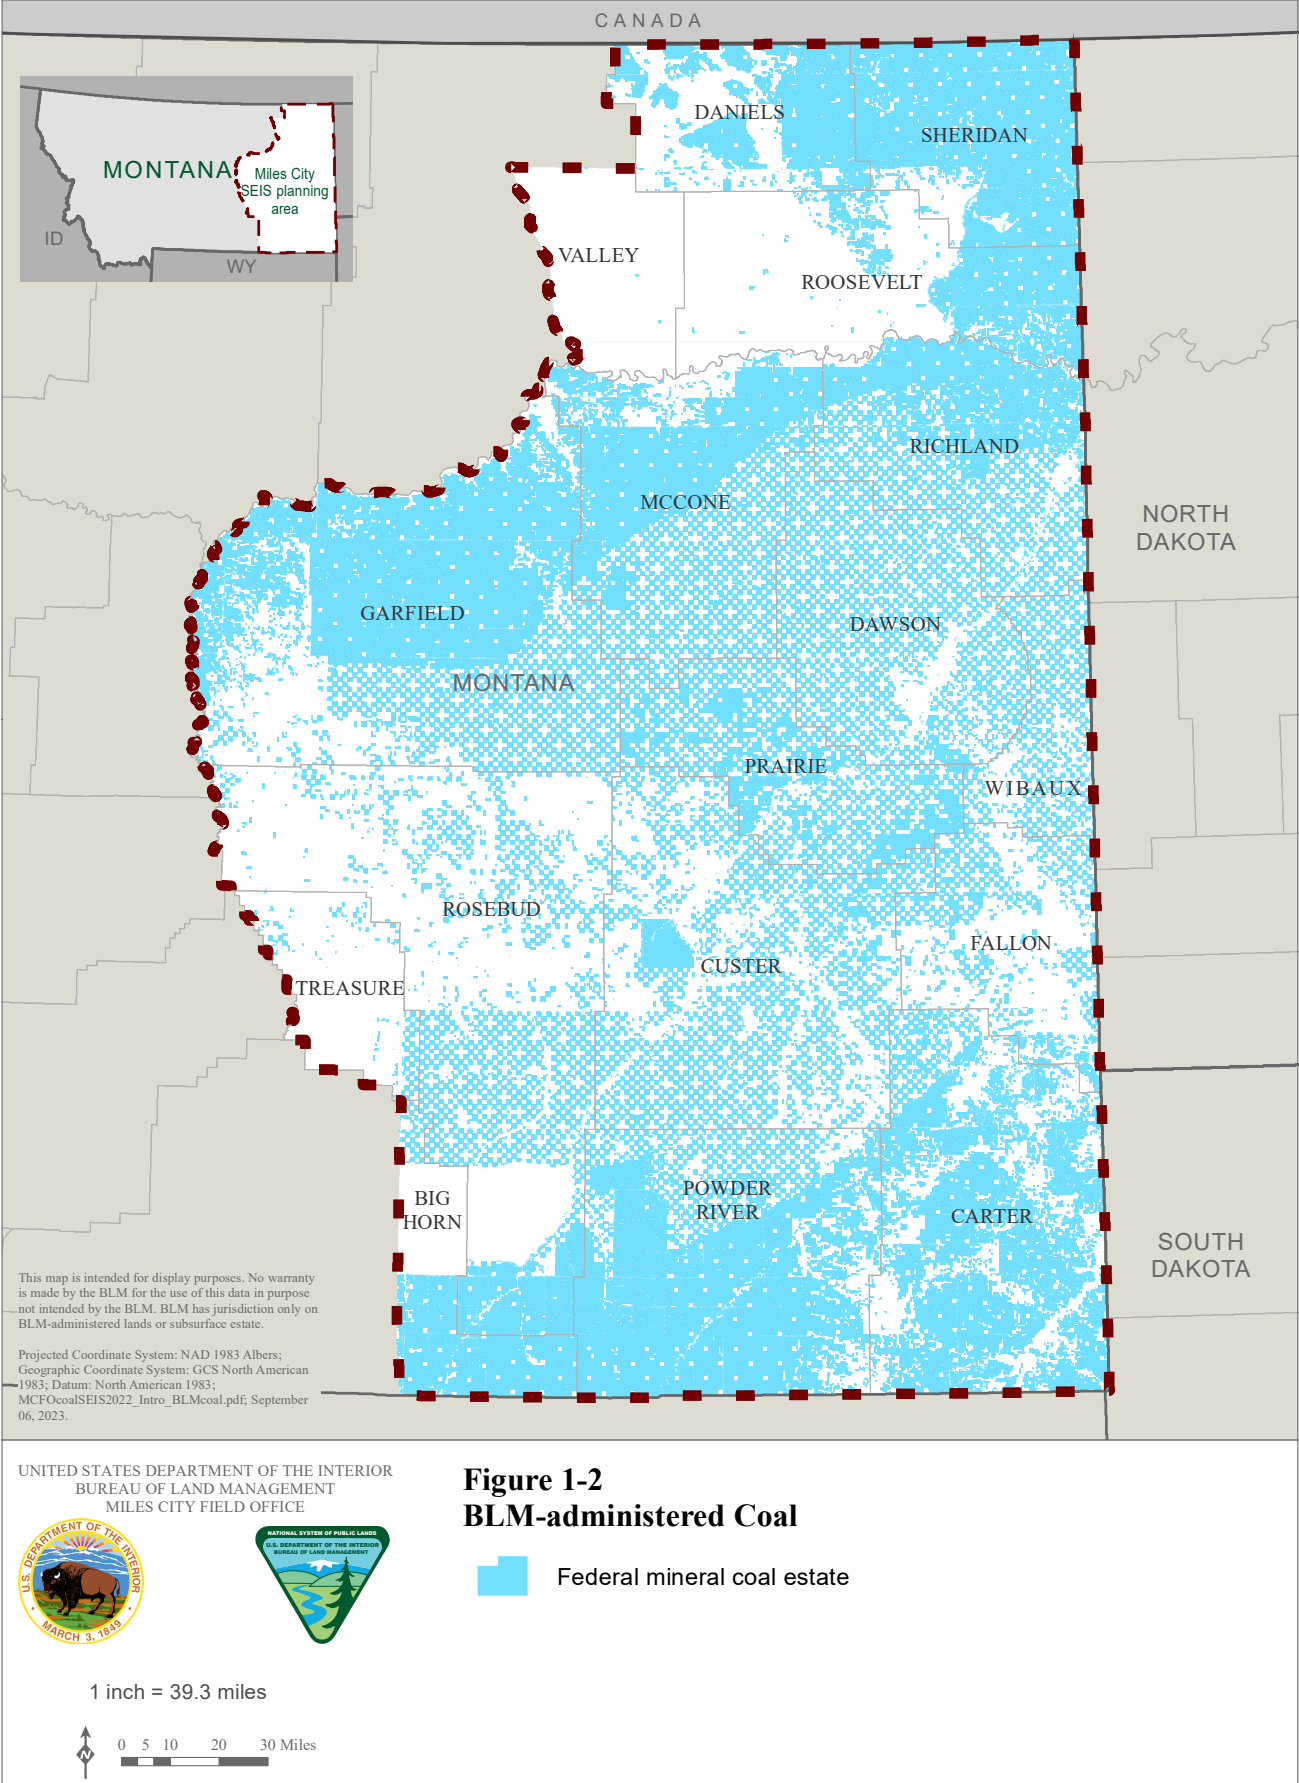 CANADA
DANIELS
SHERIDAN
MONTANA
Miles City
SEIS planning
area
ID
WY
VALLEY
ROOSEVELT
RICHLAND
MCCONE
NORTH
DAKOTA
GARFIELD
DAWSON
MONTANA
PRAIRIE
WIBAUX
ROSEBUD
FALLON
CUSTER
TREASURE
BIG
HORN
POWDER
RIVER
CARTER
SOUTH
DAKOTA
This map is intended for display purposes. No warranty
is made by the BLM for the use of this data in purpose
not intended by the BLM. BLM has jurisdiction only on
BLM-administered lands or subsurface estate.
Projected Coordinate System: NAD 1983 Albers;
Geographic Coordinate System: GCS North American
1983; Datum: North American 1983;
MCFOcoalSEIS2022_Intro_BLMcoal.pdf; September
06, 2023.
UNITED STATES DEPARTMENT OF THE INTERIOR
BUREAU OF LAND MANAGEMENT
MILES CITY FIELD OFFICE
U.S. DEPARTMENT OF THE INTERIOR
MARCH 3, 1849
NATIONAL SYSTEM OF PUBLIC LANDS
U.S. DEPARTMENT OF THE INTERIOR
BUREAU OF LAND MANAGEMENT
Figure 1-2
BLM-administered Coal
Federal mineral coal estate
1 inch = 39.3 miles
N
0 5 10 20 30 Miles